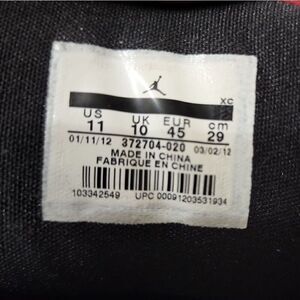 XC
US UK EUR cm
11 10 45 29
01/11/12 372704-020 03/02/12
MADE IN CHINA
FABRIQUE EN CHINE
103342549 UPC 00091203531934